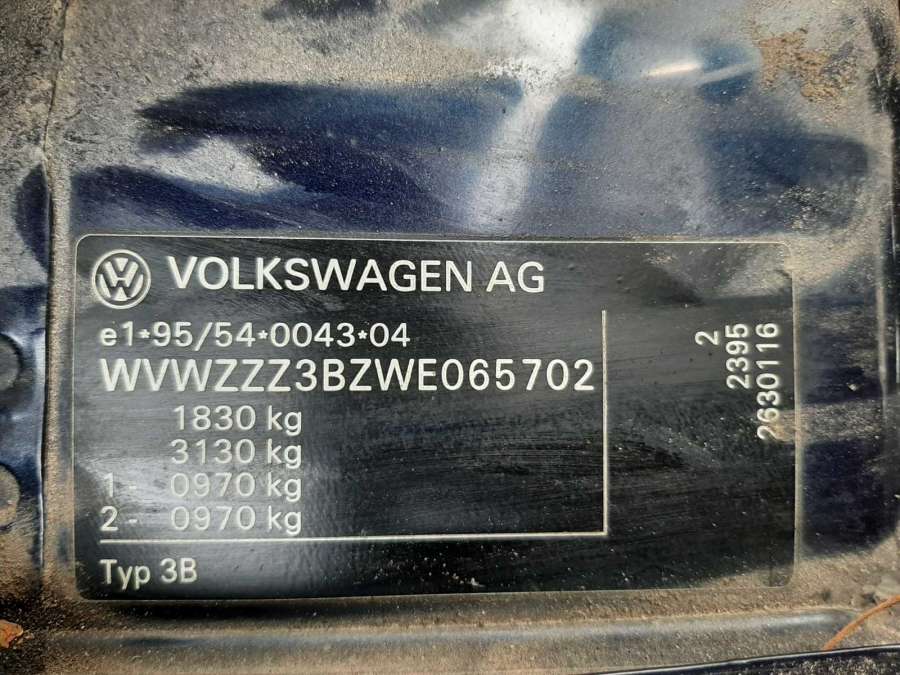 VOLKSWAGEN AG
e1*95/54*0043*04
WVWZZZ3BZWE065702
1830 kg
3130 kg
1- 0970 kg
2- 0970 kg
Typ 3B
2
2395
2630116